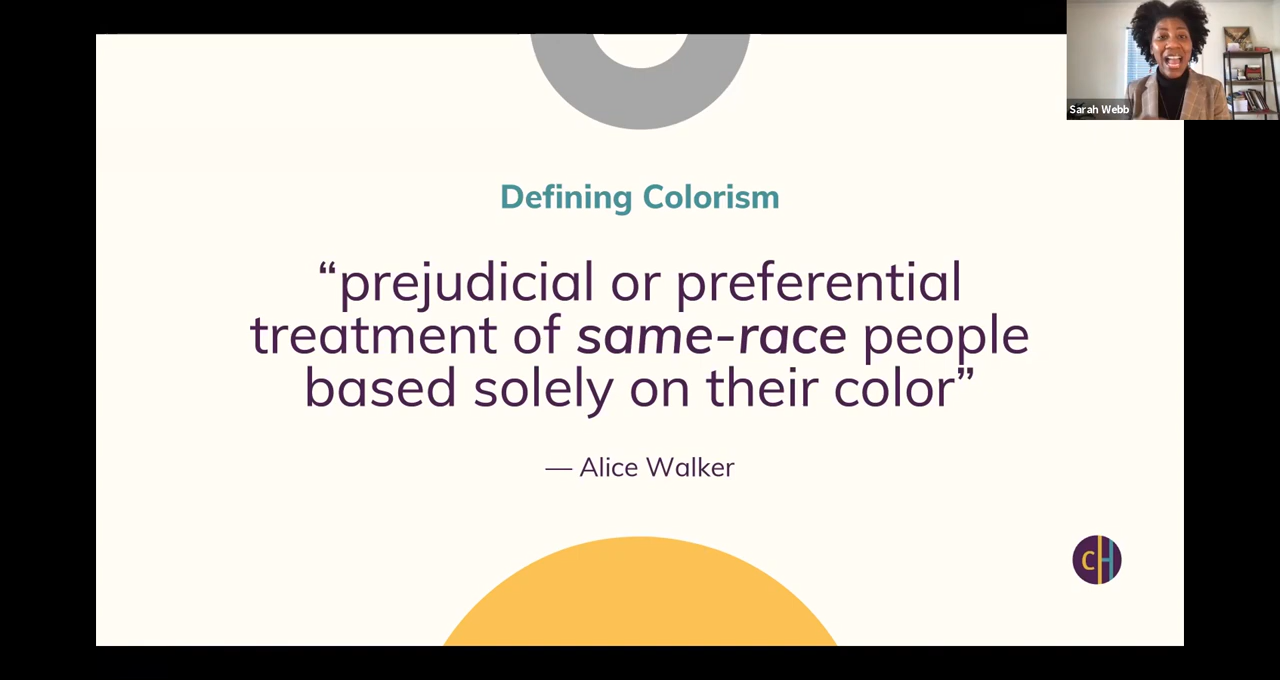 Sarah Webb
Defining Colorism
“prejudicial or preferential
treatment of same-race people
based solely on their color”
— Alice Walker
CH